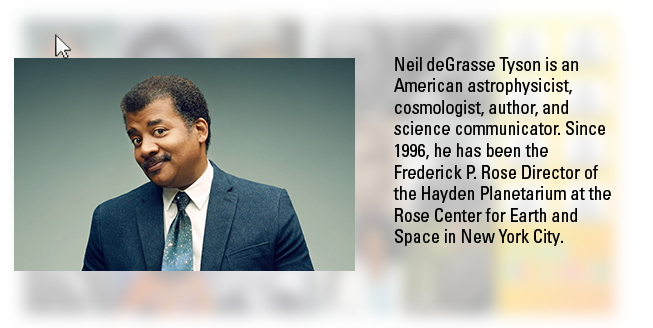 Neil deGrasse Tyson is an
American astrophysicist,
cosmologist, author, and
science communicator. Since
1996, he has been the
Frederick P. Rose Director of
the Hayden Planetarium at the
Rose Center for Earth and
Space in New York City.